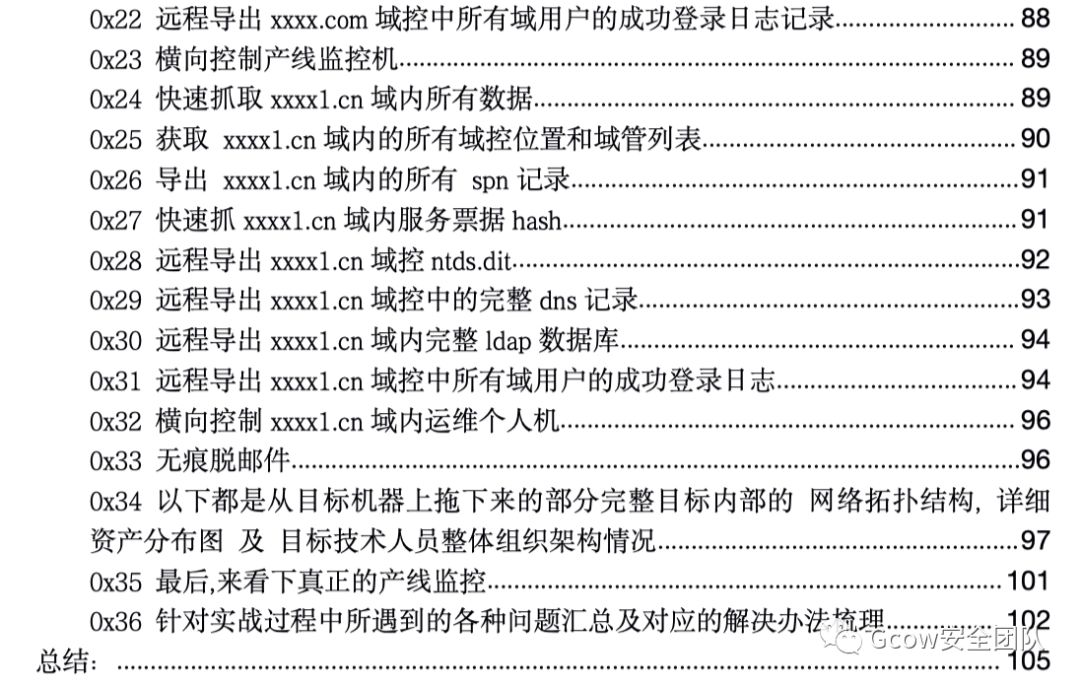 0x22 远程导出 xxxx.com 域控中所有域用户的成功登录日志记录........................ 88
0x23 横向控制产线监控机........................ 89
0x24 快速抓取 xxxx1.cn 域内所有数据........................ 89
0x25 获取 xxxx1.cn 域内的所有域控位置和域管列表........................ 90
0x26 导出 xxxx1.cn 域内的所有 spn 记录........................ 91
0x27 快速抓 xxxx1.cn 域内服务票据 hash........................ 91
0x28 远程导出 xxxx1.cn 域控 ntds.dit........................ 92
0x29 远程导出 xxxx1.cn 域控中的完整 dns 记录........................ 93
0x30 远程导出 xxxx1.cn 域内完整 ldap 数据库........................ 94
0x31 远程导出 xxxx1.cn 域控中所有域用户的成功登录日志........................ 94
0x32 横向控制 xxxx1.cn 域内运维个人机........................ 96
0x33 无痕脱邮件........................ 96
0x34 以下都是从目标机器上拖下来的部分完整目标内部的 网络拓扑结构, 详细
资产分布图 及 目标技术人员整体组织架构情况........................ 97
0x35 最后,来看下真正的产线监控........................ 101
0x36 针对实战过程中所遇到的各种问题汇总及对应的解决办法梳理........................ 102
Gcow安全团队
总结: ........................ 105